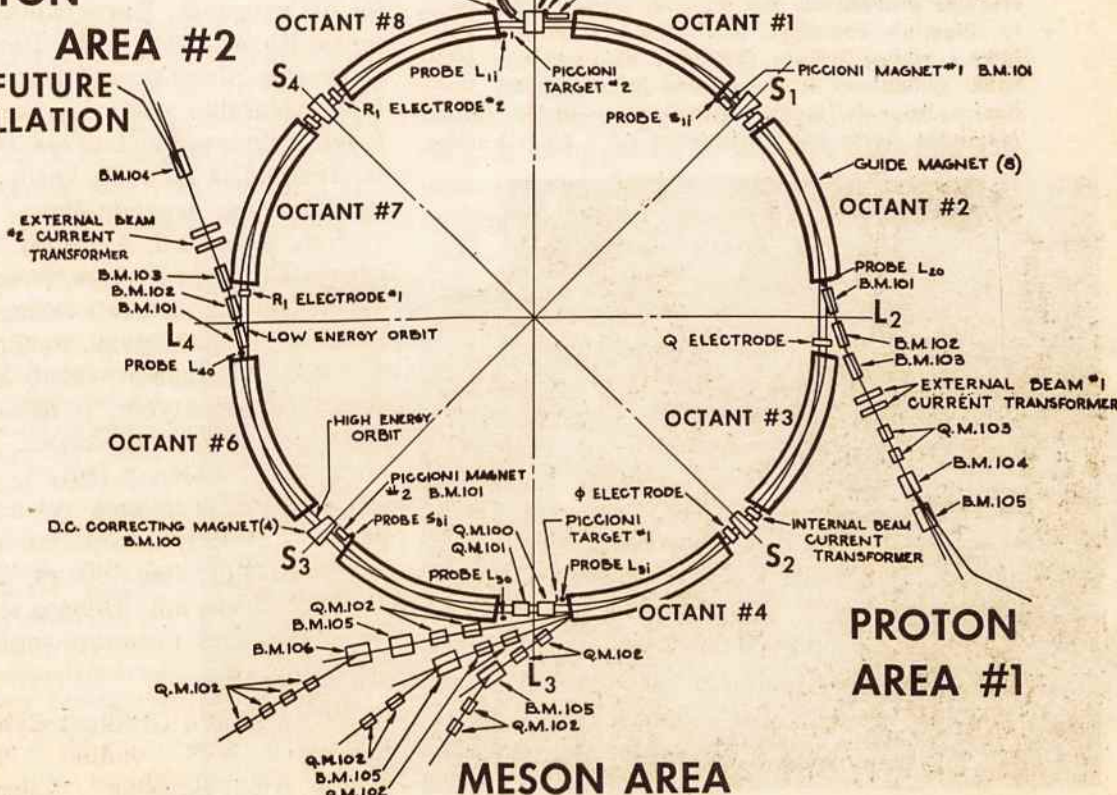 AREA #2
FUTURE
OCTANT #8
OCTANT #1
PROBE L1i
PICCIONI
TARGET #2
PICCIONI MAGNET #1 B.M.101
S4
S1
R1 ELECTRODE #2
PROBE S1i
B.M.104
GUIDE MAGNET (8)
OCTANT #7
OCTANT #2
EXTERNAL BEAM
#2 CURRENT
TRANSFORMER
B.M.103
B.M.102
B.M.101
R1 ELECTRODE #1
PROBE L20
B.M.101
L4
LOW ENERGY ORBIT
L2
Q ELECTRODE
B.M.102
B.M.103
PROBE L40
EXTERNAL BEAM #1
CURRENT TRANSFORMER
OCTANT #6
HIGH ENERGY
ORBIT
OCTANT #3
Q.M.103
B.M.104
B.M.105
PICCIONI MAGNET
#2 B.M.101
PROBE S3i
φ ELECTRODE
D.C. CORRECTING MAGNET (4)
B.M.100
S3
S2
INTERNAL BEAM
CURRENT
TRANSFORMER
Q.M.100
Q.M.101
PICCIONI
TARGET #1
PROBE L30
PROBE L3i
OCTANT #4
Q.M.102
B.M.105
B.M.106
Q.M.102
Q.M.102
L3
B.M.105
Q.M.102
Q.M.102
B.M.105
Q.M.102
PROTON
AREA #1
MESON AREA